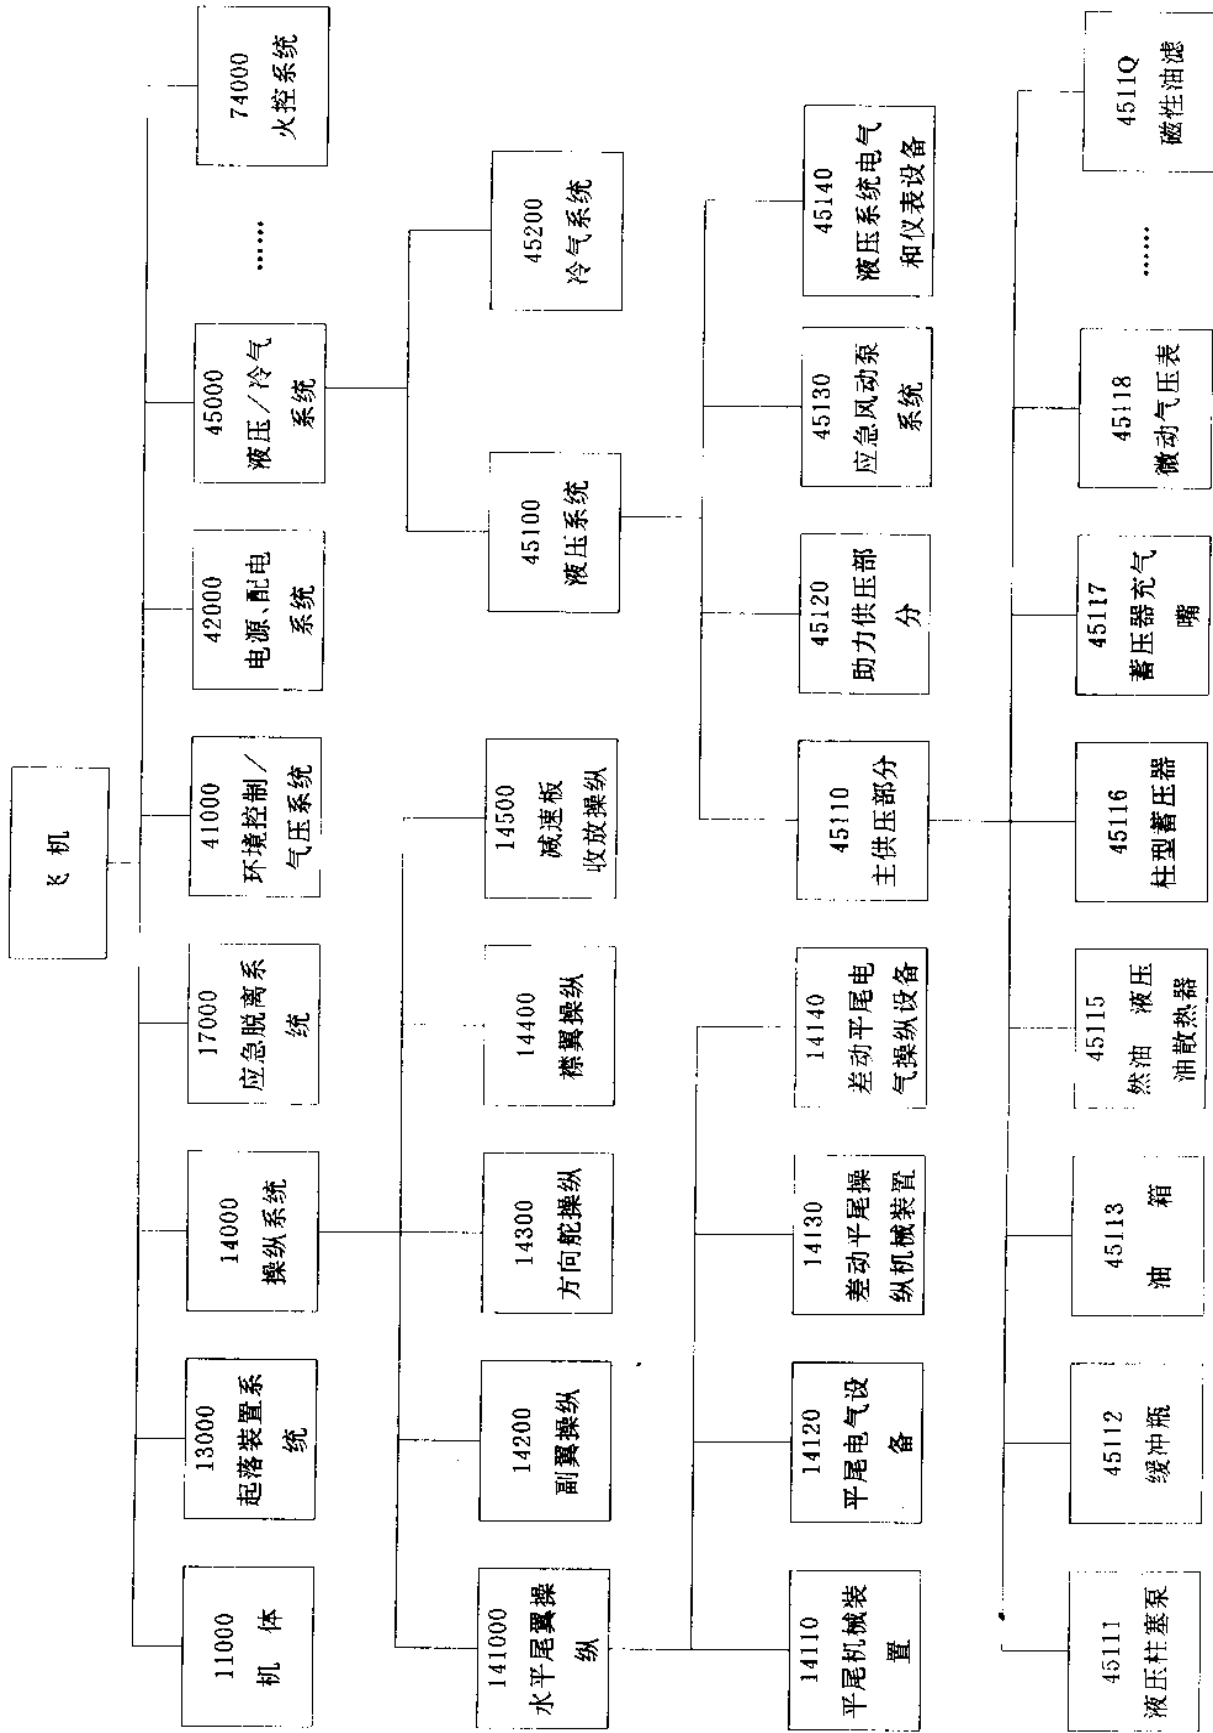 飞 机
11000
机 体
13000
起落装置系
统
14000
操纵系统
17000
应急脱离系
统
41000
环境控制/
气压系统
42000
电源、配电
系统
45000
液压/冷气
系统
……
74000
火控系统
141000
水平尾翼操
纵
14200
副翼操纵
14300
方向舵操纵
14400
襟翼操纵
14500
减速板
收放操纵
45100
液压系统
45200
冷气系统
14110
平尾机械装
置
14120
平尾电气设
备
14130
差动平尾操
纵机械装置
14140
差动平尾电
气操纵设备
45110
主供压部分
45120
助力供压部
分
45130
应急风动泵
系统
45140
液压系统电气
和仪表设备
45111
液压柱塞泵
45112
缓冲瓶
45113
油 箱
45115
然油 液压
油散热器
45116
柱型蓄压器
45117
蓄压器充气
嘴
45118
微动气压表
……
4511Q
磁性油滤